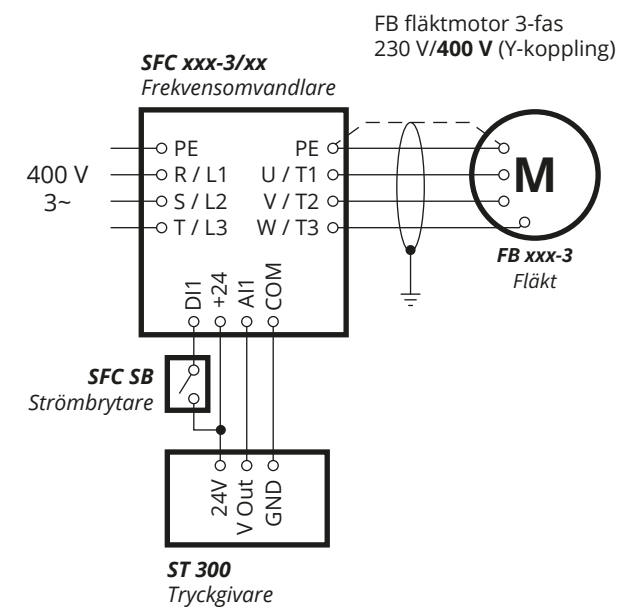 FB fläktmotor 3-fas
230 V/400 V (Y-koppling)
SFC xxx-3/xx
Frekvensomvandlare
400 V
3~
PE
R / L1
S / L2
T / L3
PE
U / T1
V / T2
W / T3
M
FB xxx-3
Fläkt
DI1
+24
AI1
COM
SFC SB
Strömbrytare
24V
V Out
GND
ST 300
Tryckgivare